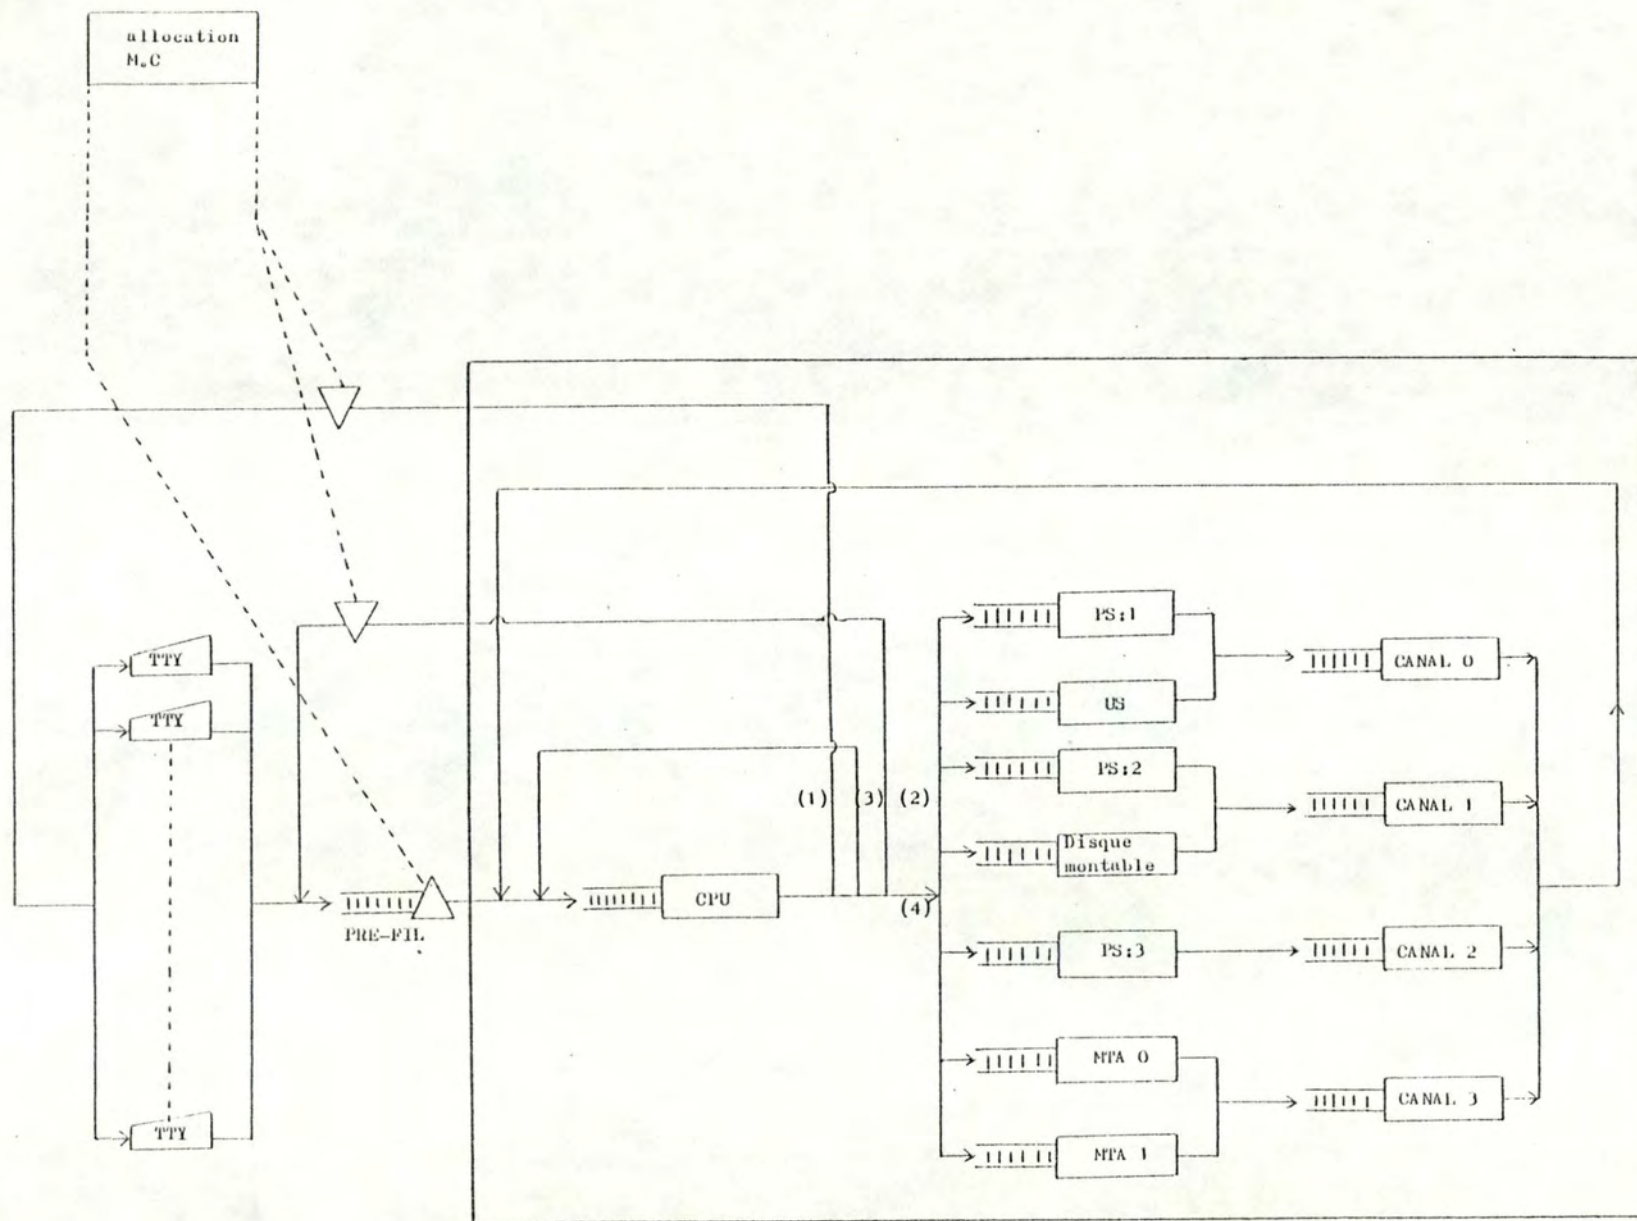 allocation
M.C
TTY
TTY
TTY
PRE-FIL
CPU
(1)
(3)
(2)
(4)
PS:1
US
PS:2
Disque
montable
PS:3
MTA 0
MTA 1
CANAL 0
CANAL 1
CANAL 2
CANAL 3